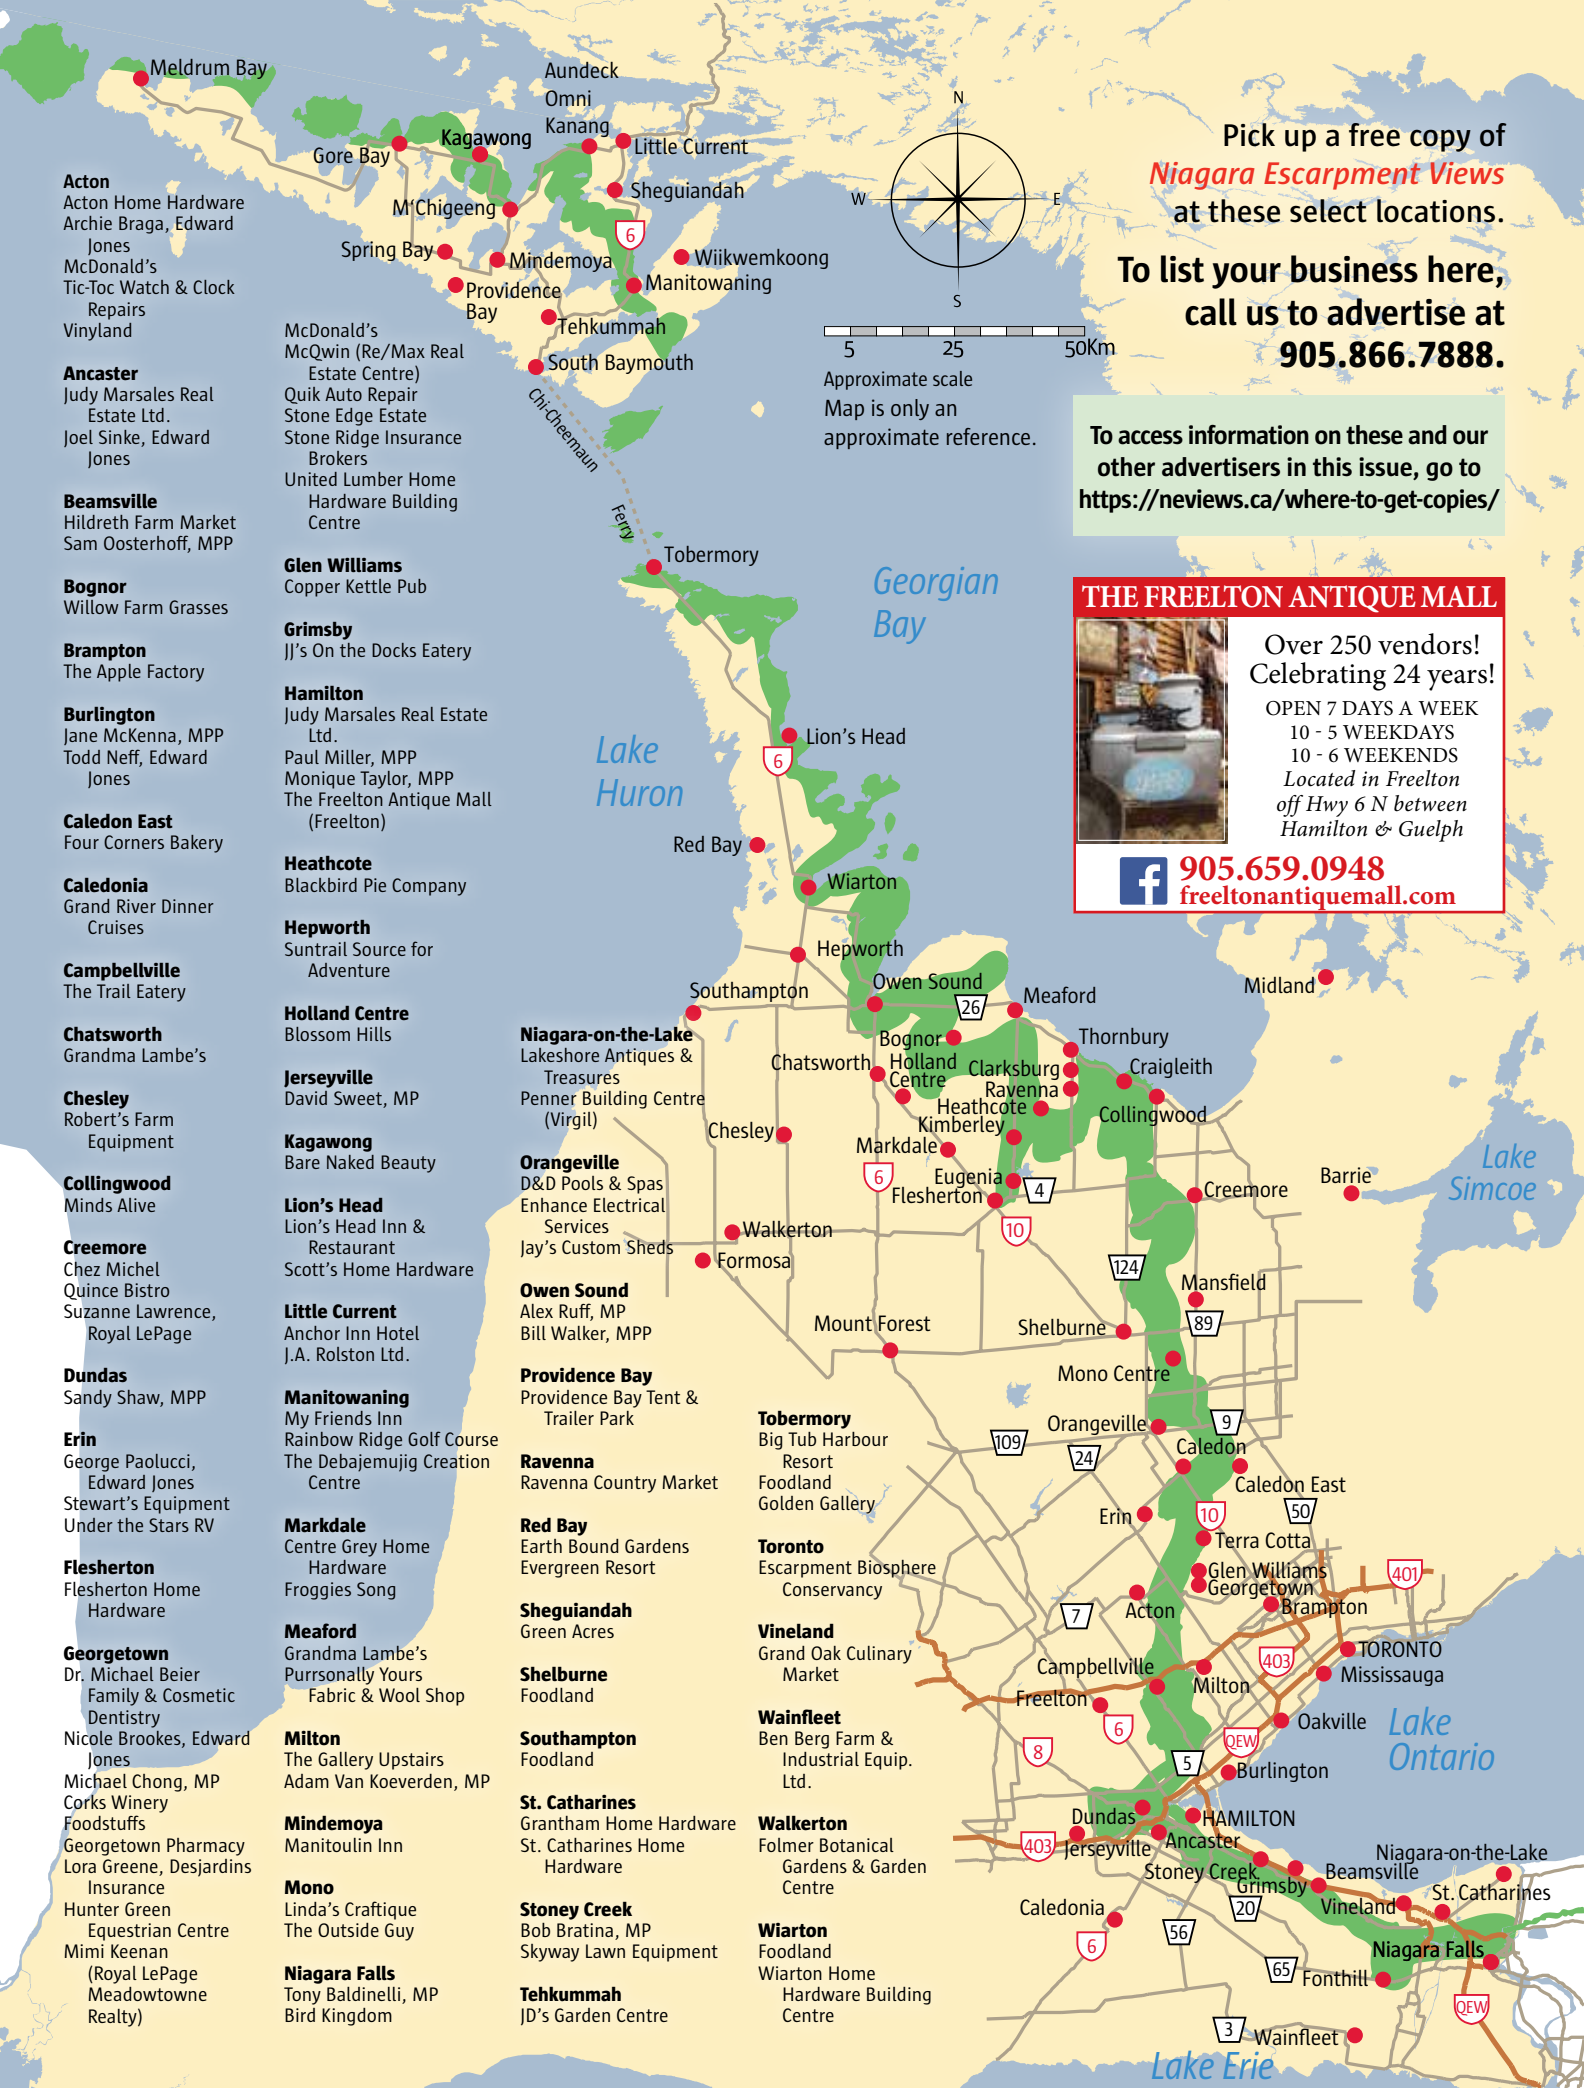 Pick up a free copy of
Niagara Escarpment Views
at these select locations.
To list your business here,
call us to advertise at
905.866.7888.
To access information on these and our
other advertisers in this issue, go to
https://neviews.ca/where-to-get-copies/
THE FREELTON ANTIQUE MALL
Over 250 vendors!
Celebrating 24 years!
OPEN 7 DAYS A WEEK
10 - 5 WEEKDAYS
10 - 6 WEEKENDS
Located in Freelton
off Hwy 6 N between
Hamilton & Guelph
905.659.0948
freeltonantiquemall.com
N
W
E
S
5
25
50Km
Approximate scale
Map is only an
approximate reference.
Acton
Acton Home Hardware
Archie Braga, Edward
Jones
McDonald's
Tic-Toc Watch & Clock
Repairs
Vinyland
Ancaster
Judy Marsales Real
Estate Ltd.
Joel Sinke, Edward
Jones
Beamsville
Hildreth Farm Market
Sam Oosterhoff, MPP
Bognor
Willow Farm Grasses
Brampton
The Apple Factory
Burlington
Jane McKenna, MPP
Todd Neff, Edward
Jones
Caledon East
Four Corners Bakery
Caledonia
Grand River Dinner
Cruises
Campbellville
The Trail Eatery
Chatsworth
Grandma Lambe's
Chesley
Robert's Farm
Equipment
Collingwood
Minds Alive
Creemore
Chez Michel
Quince Bistro
Suzanne Lawrence,
Royal LePage
Dundas
Sandy Shaw, MPP
Erin
George Paolucci,
Edward Jones
Stewart's Equipment
Under the Stars RV
Flesherton
Flesherton Home
Hardware
Georgetown
Dr. Michael Beier
Family & Cosmetic
Dentistry
Nicole Brookes, Edward
Jones
Michael Chong, MP
Corks Winery
Foodstuffs
Georgetown Pharmacy
Lora Greene, Desjardins
Insurance
Hunter Green
Equestrian Centre
Mimi Keenan
(Royal LePage
Meadowtowne
Realty)
McDonald's
McQwin (Re/Max Real
Estate Centre)
Quik Auto Repair
Stone Edge Estate
Stone Ridge Insurance
Brokers
United Lumber Home
Hardware Building
Centre
Glen Williams
Copper Kettle Pub
Grimsby
JJ's On the Docks Eatery
Hamilton
Judy Marsales Real Estate
Ltd.
Paul Miller, MPP
Monique Taylor, MPP
The Freelton Antique Mall
(Freelton)
Heathcote
Blackbird Pie Company
Hepworth
Suntrail Source for
Adventure
Holland Centre
Blossom Hills
Jerseyville
David Sweet, MP
Kagawong
Bare Naked Beauty
Lion's Head
Lion's Head Inn &
Restaurant
Scott's Home Hardware
Little Current
Anchor Inn Hotel
J.A. Rolston Ltd.
Manitowaning
My Friends Inn
Rainbow Ridge Golf Course
The Debajemujig Creation
Centre
Markdale
Centre Grey Home
Hardware
Froggies Song
Meaford
Grandma Lambe's
Purrsonally Yours
Fabric & Wool Shop
Milton
The Gallery Upstairs
Adam Van Koeverden, MP
Mindemoya
Manitoulin Inn
Mono
Linda's Craftique
The Outside Guy
Niagara Falls
Tony Baldinelli, MP
Bird Kingdom
Niagara-on-the-Lake
Lakeshore Antiques &
Treasures
Penner Building Centre
(Virgil)
Orangeville
D&D Pools & Spas
Enhance Electrical
Services
Jay's Custom Sheds
Owen Sound
Alex Ruff, MP
Bill Walker, MPP
Providence Bay
Providence Bay Tent &
Trailer Park
Ravenna
Ravenna Country Market
Red Bay
Earth Bound Gardens
Evergreen Resort
Sheguiandah
Green Acres
Shelburne
Foodland
Southampton
Foodland
St. Catharines
Grantham Home Hardware
St. Catharines Home
Hardware
Stoney Creek
Bob Bratina, MP
Skyway Lawn Equipment
Tehkummah
JD's Garden Centre
Tobermory
Big Tub Harbour
Resort
Foodland
Golden Gallery
Toronto
Escarpment Biosphere
Conservancy
Vineland
Grand Oak Culinary
Market
Wainfleet
Ben Berg Farm &
Industrial Equip.
Ltd.
Walkerton
Folmer Botanical
Gardens & Garden
Centre
Wiarton
Foodland
Wiarton Home
Hardware Building
Centre
Meldrum Bay
Aundeck
Omni
Kanang
Gore Bay
Kagawong
Little Current
M'Chigeeng
Sheguiandah
6
Spring Bay
Mindemoya
Wiikwemkoong
Providence
Bay
Manitowaning
Tehkummah
South Baymouth
Chi-Cheemaun
Ferry
Tobermory
Georgian
Bay
Lake
Huron
Lion's Head
6
Red Bay
Wiarton
Hepworth
Owen Sound
Southampton
26
Meaford
Midland
Bognor
Thornbury
Chatsworth
Holland
Centre
Clarksburg
Craigleith
Ravenna
Heathcote
Collingwood
Kimberley
Chesley
Markdale
6
Eugenia
4
Flesherton
10
Creemore
Barrie
Lake
Simcoe
Walkerton
Formosa
124
Mansfield
89
Mount Forest
Shelburne
Mono Centre
Orangeville
9
109
24
Caledon
Caledon East
Erin
10
50
Terra Cotta
Glen Williams
Georgetown
401
Brampton
7
Acton
TORONTO
403
Mississauga
Campbellville
Milton
Freelton
6
Oakville
Lake
Ontario
8
QEW
5
Burlington
Dundas
HAMILTON
403
Jerseyville
Ancaster
Stoney Creek
Grimsby
Beamsville
Niagara-on-the-Lake
Vineland
St. Catharines
Caledonia
20
6
56
Niagara Falls
65
Fonthill
QEW
3
Wainfleet
Lake Erie